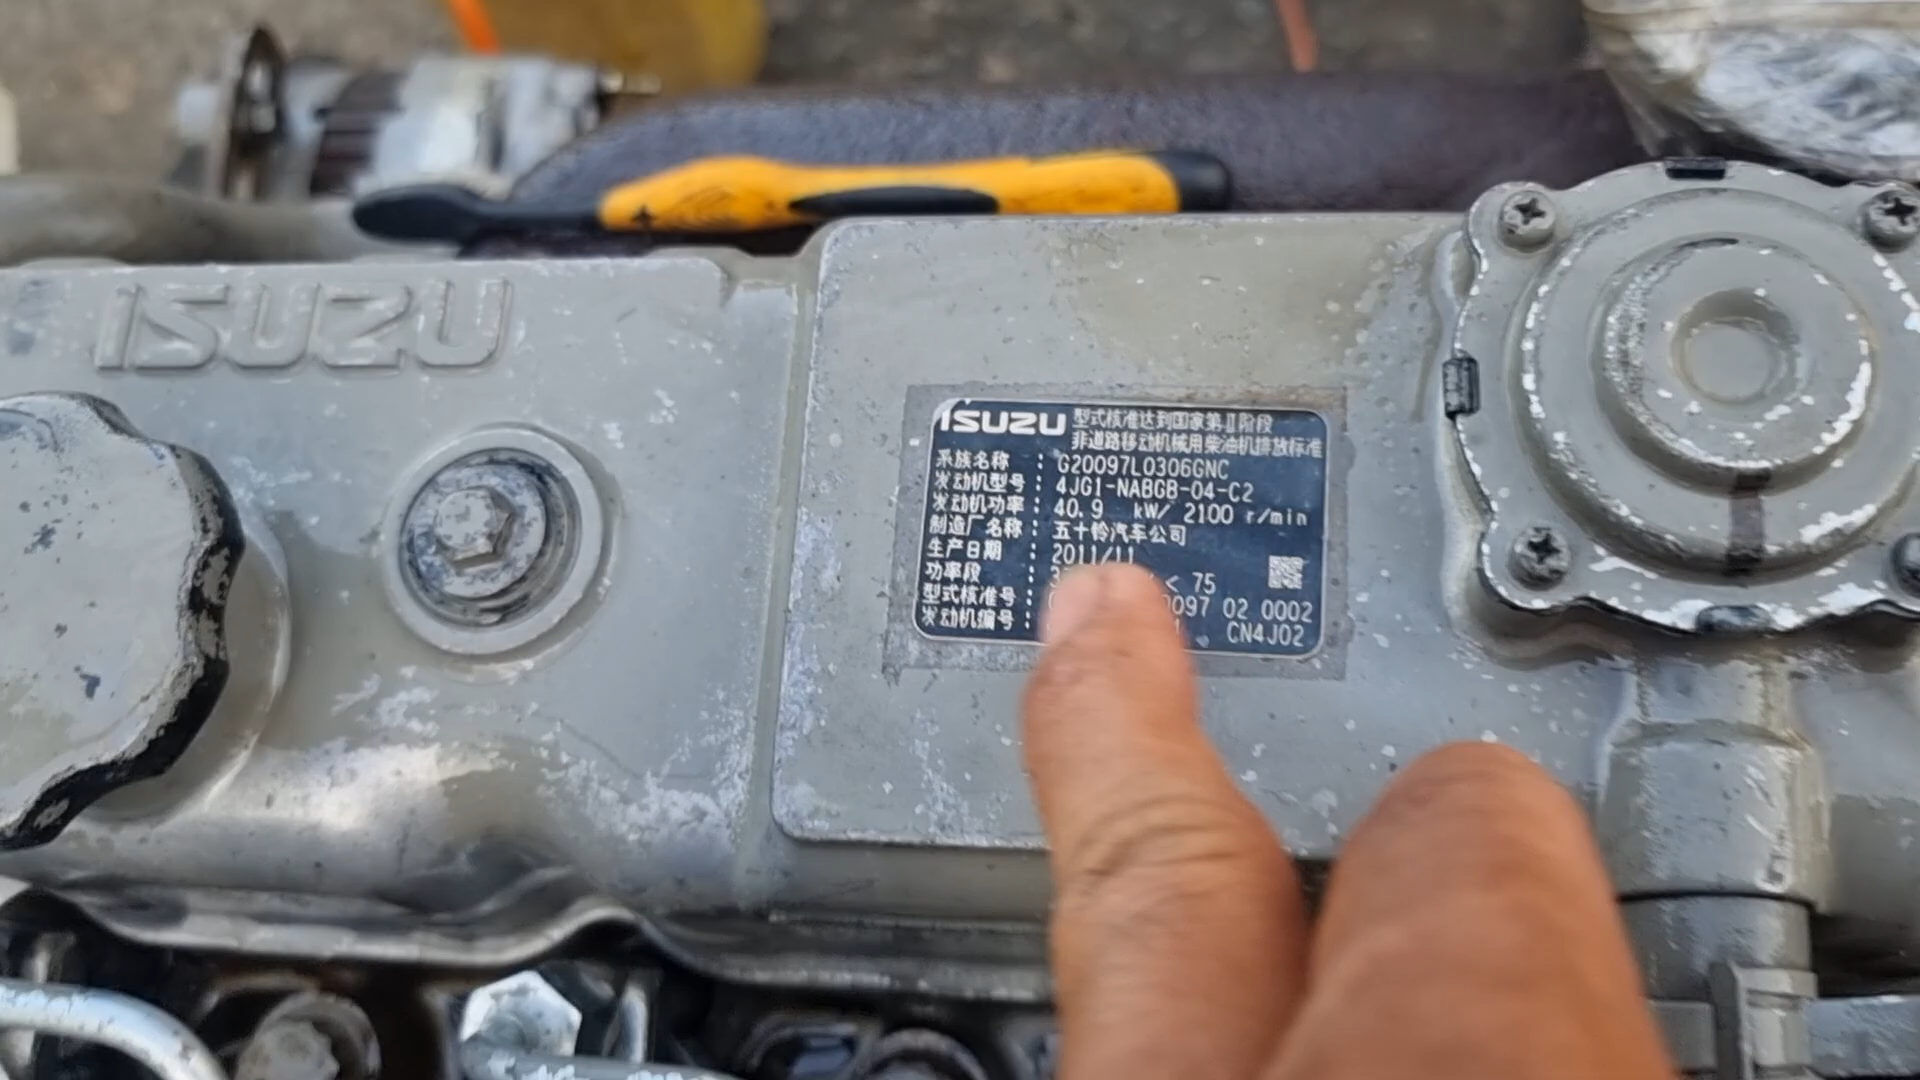 ISUZU
ISUZU 型式核准达到国家第Ⅱ阶段
非道路移动机械用柴油机排放标准
系族名称 : G20097L0306GNC
发动机型号 : 4JG1-NABGB-04-C2
发动机功率 : 40.9 kW/ 2100 r/min
制造厂名称 : 五十铃汽车公司
生产日期 : 2011/11
功率段 : < 75
型式核准号 : 02 0002
发动机编号 : CN4J02